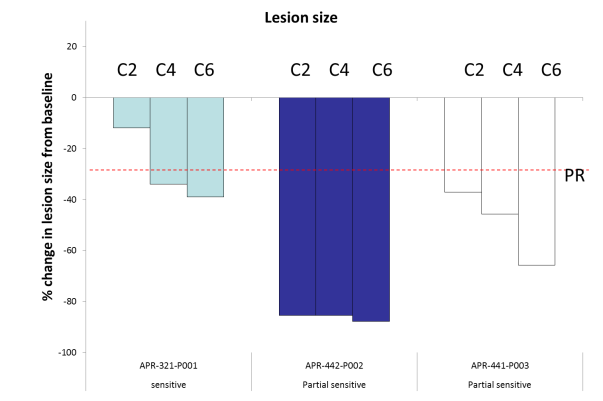 Lesion size
% change in lesion size from baseline
20
C2 C4 C6 C2 C4 C6 C2 C4 C6
0
-20
PR
-40
-60
-80
-100
APR-321-P001 APR-442-P002 APR-441-P003
sensitive Partial sensitive Partial sensitive